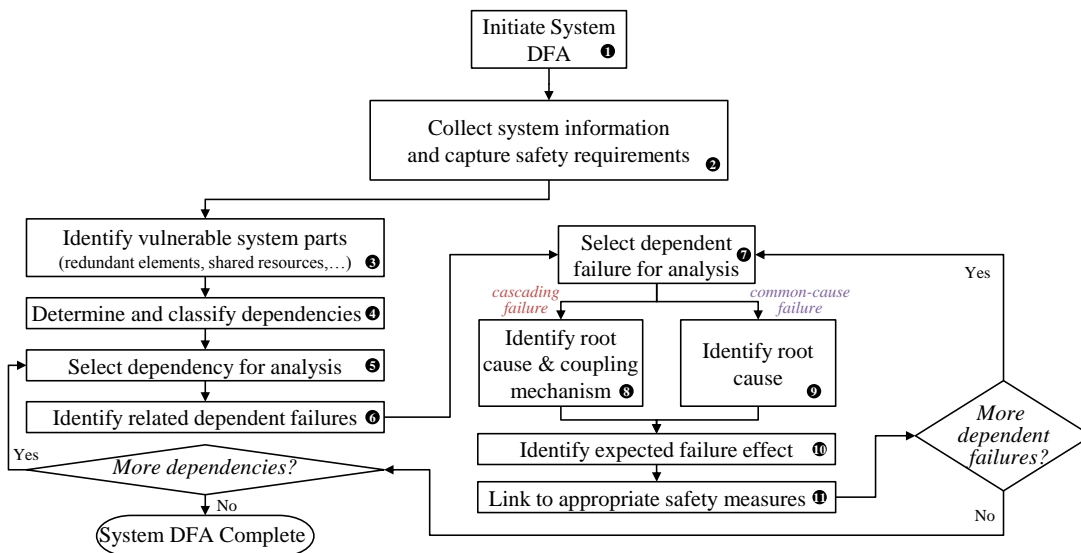 Initiate System
DFA ❶
Collect system information
and capture safety requirements ❷
Identify vulnerable system parts
(redundant elements, shared resources,…) ❸
Determine and classify dependencies ❹
Select dependency for analysis ❺
Identify related dependent failures ❻
Yes
More dependencies?
No
System DFA Complete
Select dependent
failure for analysis ❼
cascading
failure
common-cause
failure
Identify root
cause & coupling
mechanism ❽
Identify root
cause ❾
Identify expected failure effect ❿
Link to appropriate safety measures ⓫
Yes
More
dependent
failures?
No